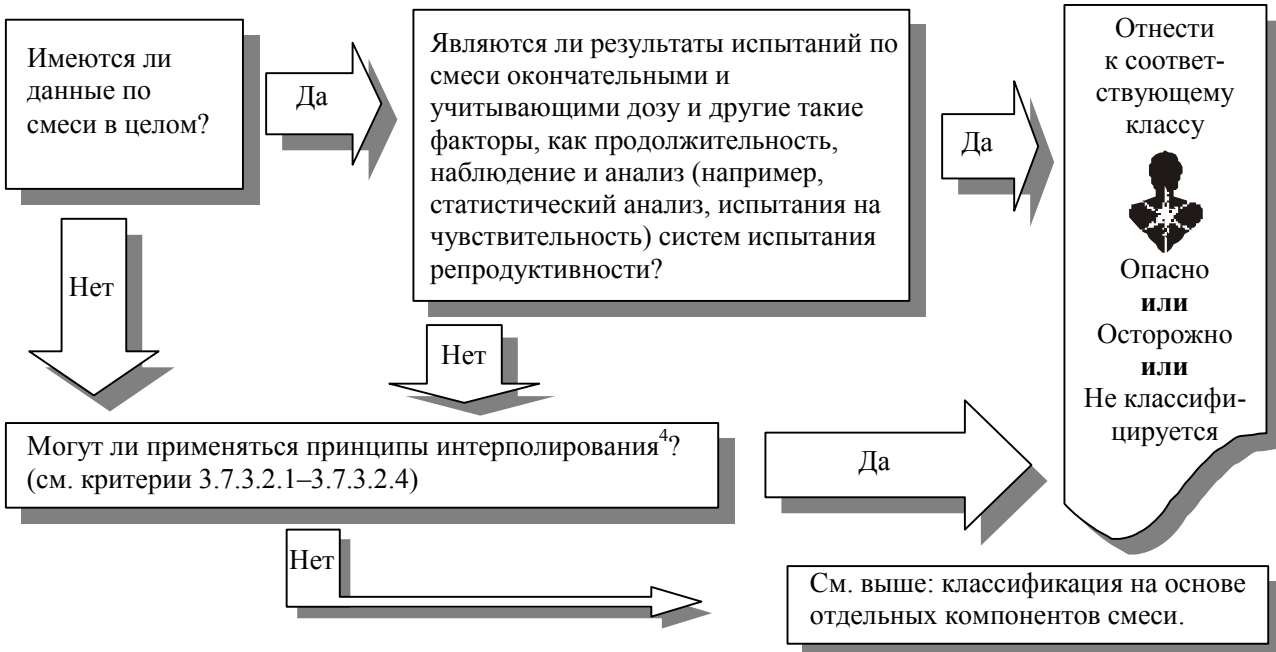 Имеются ли
данные по
смеси в целом?
Да
Являются ли результаты испытаний по
смеси окончательными и
учитывающими дозу и другие такие
факторы, как продолжительность,
наблюдение и анализ (например,
статистический анализ, испытания на
чувствительность) систем испытания
репродуктивности?
Да
Отнести
к соответ-
ствующему
классу
Опасно
или
Осторожно
или
Не классифи-
цируется
Нет
Нет
Могут ли применяться принципы интерполирования⁴?
(см. критерии 3.7.3.2.1–3.7.3.2.4)
Да
Нет
См. выше: классификация на основе
отдельных компонентов смеси.